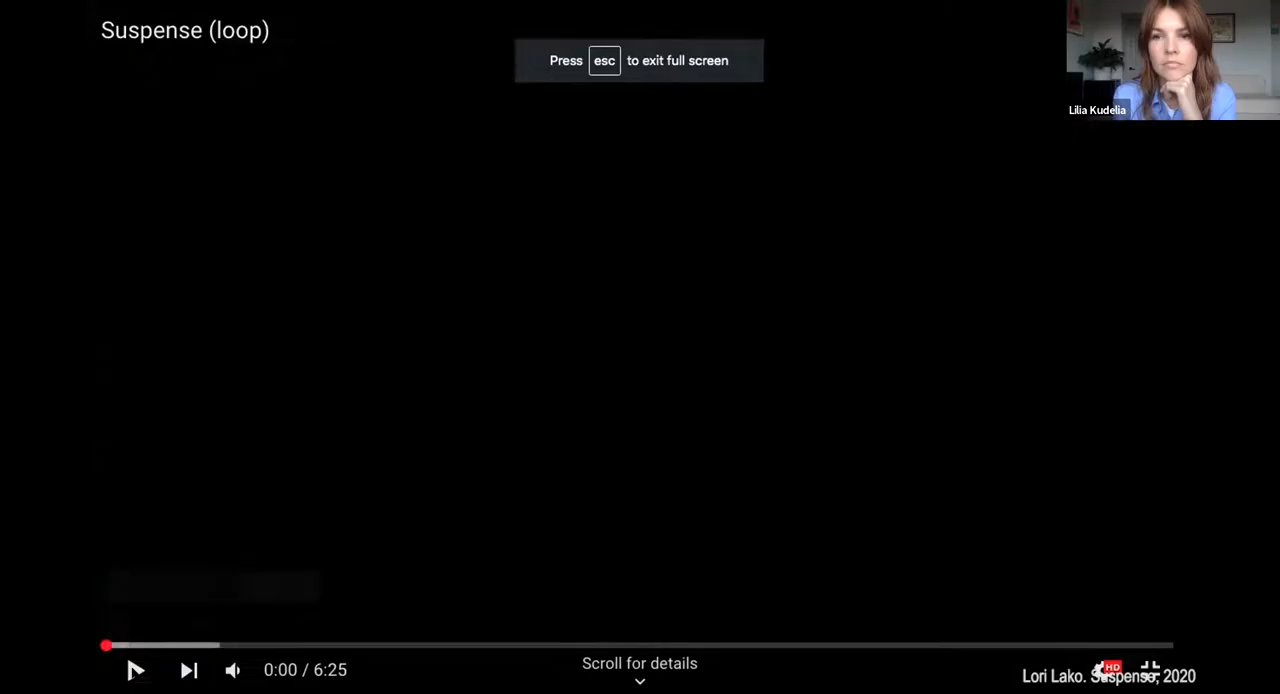 Suspense (loop)
Press esc to exit full screen
Lilia Kudelia
0:00 / 6:25
Scroll for details
HD
Lori Lako. Suspense, 2020